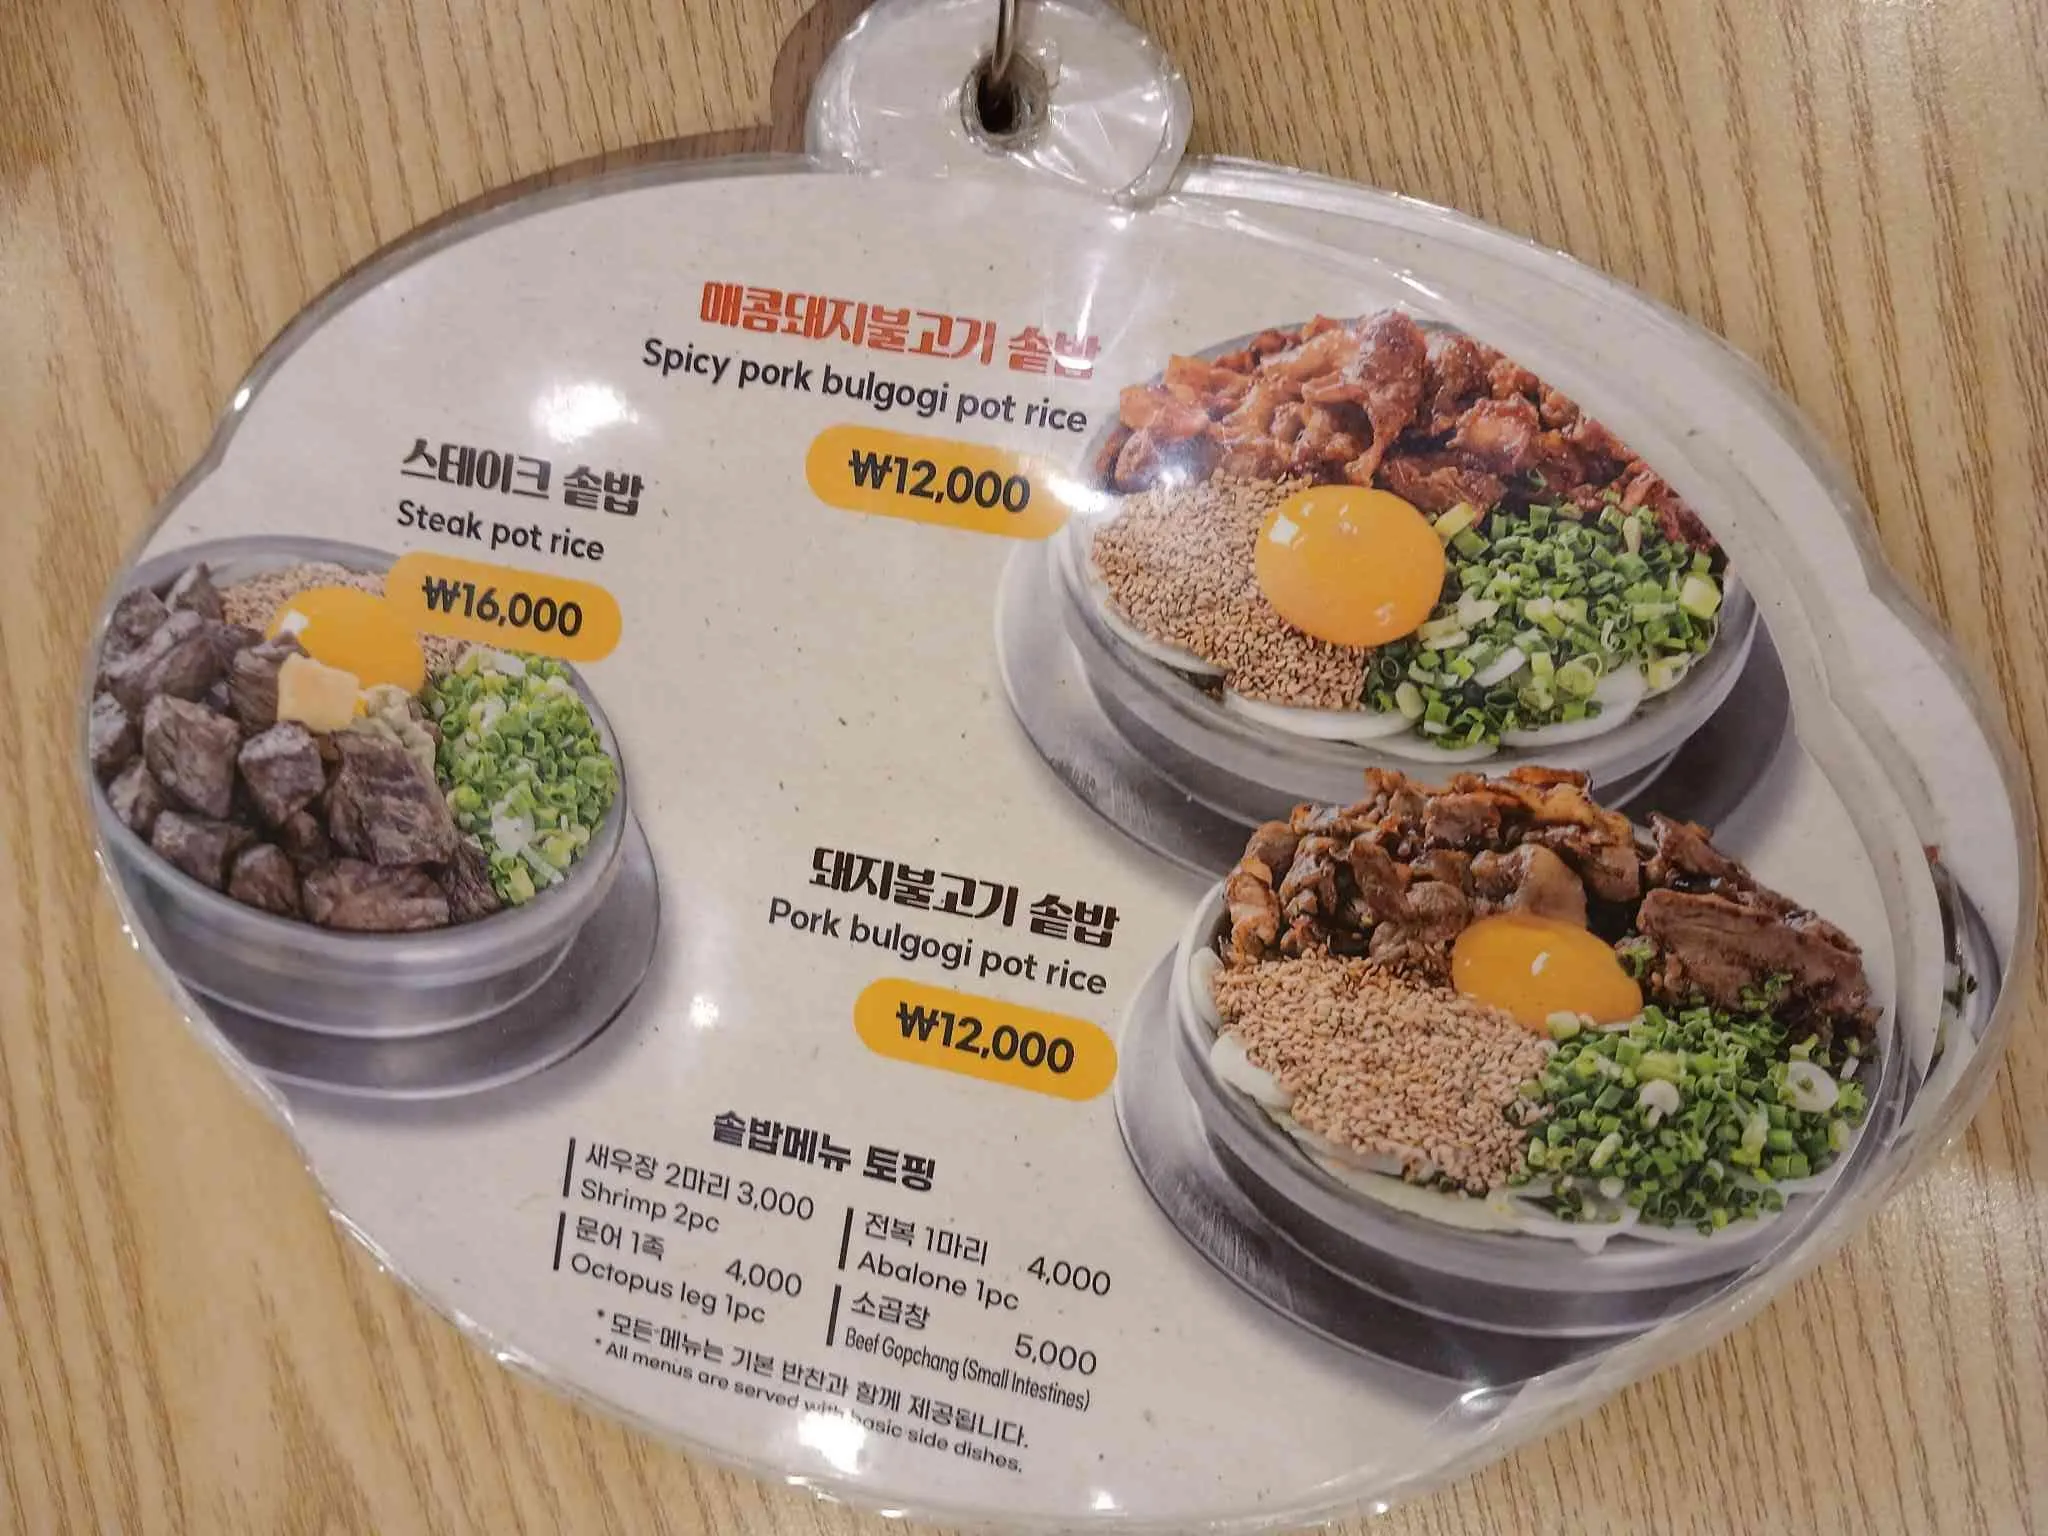 매콤돼지불고기 솥밥
Spicy pork bulgogi pot rice
₩12,000
스테이크 솥밥
Steak pot rice
₩16,000
돼지불고기 솥밥
Pork bulgogi pot rice
₩12,000
솥밥메뉴 토핑
새우장 2마리 3,000
Shrimp 2pc
문어 1족 4,000
Octopus leg 1pc
전복 1마리 4,000
Abalone 1pc
소곱창 5,000
Beef Gopchang (Small Intestines)
* 모든 메뉴는 기본 반찬과 함께 제공됩니다.
* All menus are served with basic side dishes.